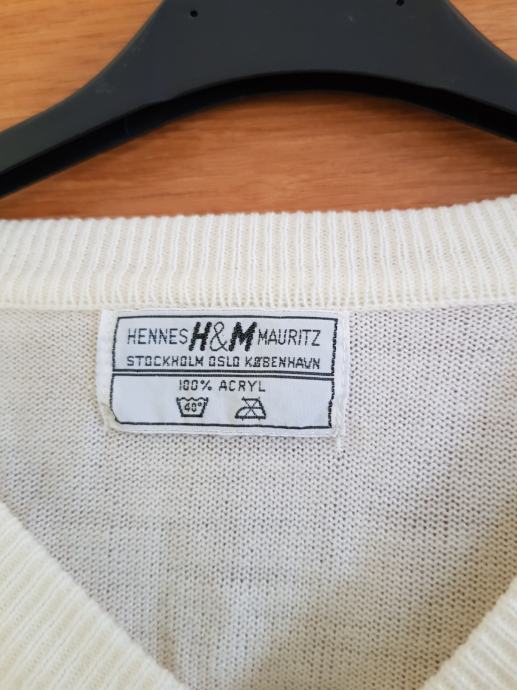 HENNES H&M MAURITZ
STOCKHOLM OSLO KØBENHAVN
100% ACRYL
40°